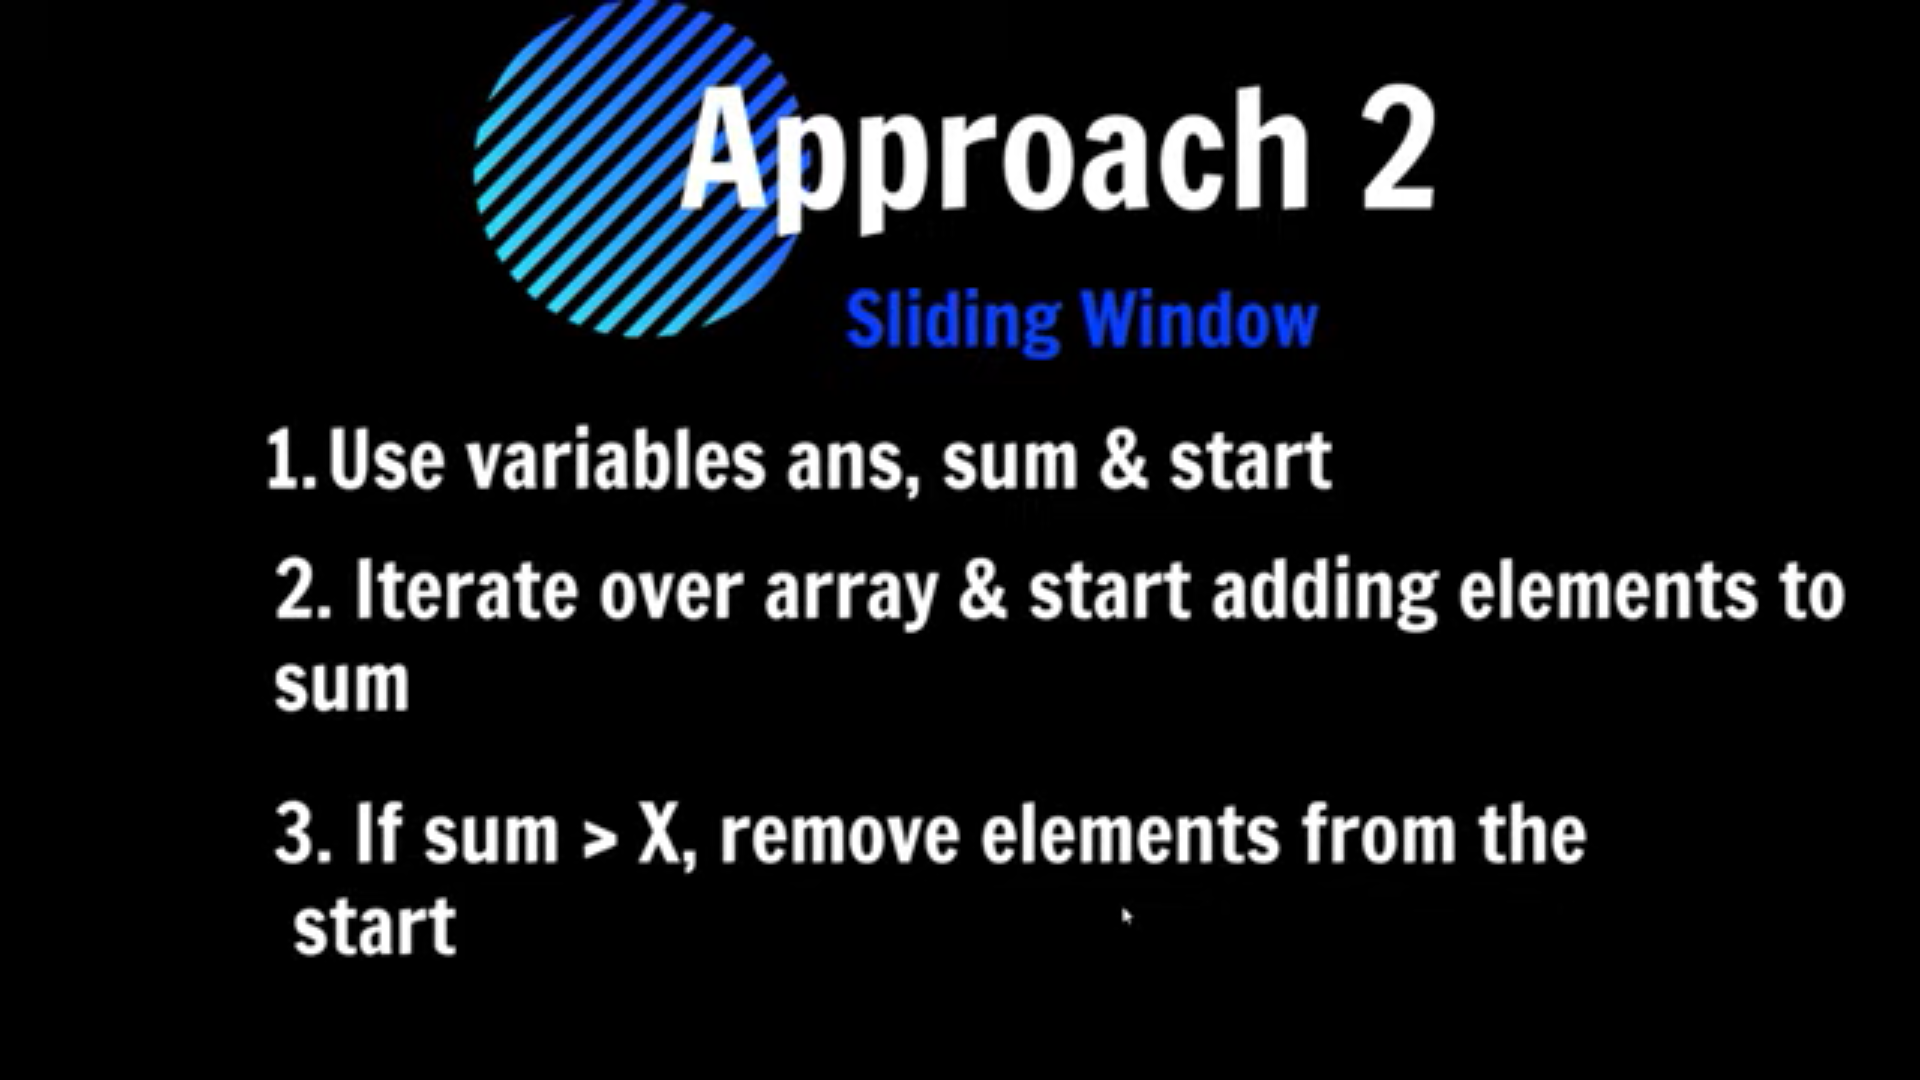 Approach 2
Sliding Window
1. Use variables ans, sum & start
2. Iterate over array & start adding elements to
sum
3. If sum > X, remove elements from the
start